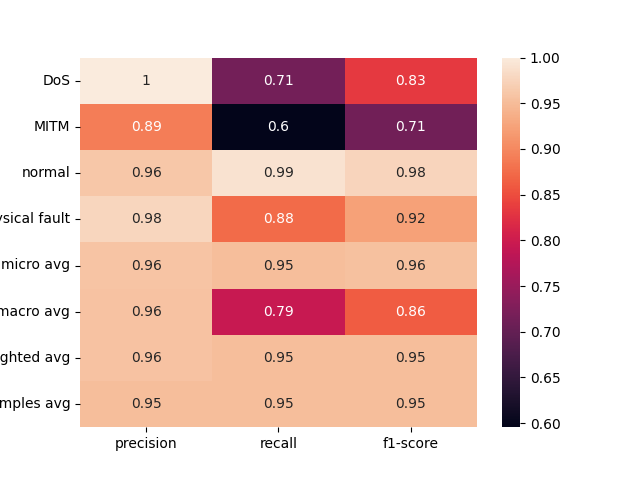 DoS 1 0.71 0.83
MITM 0.89 0.6 0.71
normal 0.96 0.99 0.98
ysical fault 0.98 0.88 0.92
micro avg 0.96 0.95 0.96
macro avg 0.96 0.79 0.86
ghted avg 0.96 0.95 0.95
mples avg 0.95 0.95 0.95
precision recall f1-score
1.00
0.95
0.90
0.85
0.80
0.75
0.70
0.65
0.60